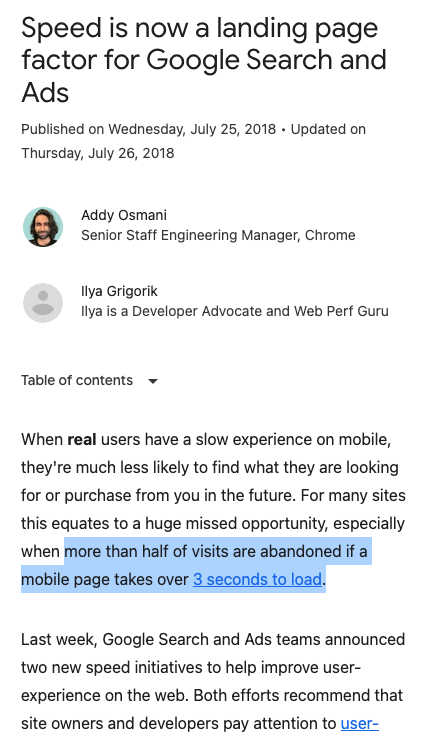 Speed is now a landing page
factor for Google Search and
Ads
Published on Wednesday, July 25, 2018 • Updated on
Thursday, July 26, 2018
Addy Osmani
Senior Staff Engineering Manager, Chrome
Ilya Grigorik
Ilya is a Developer Advocate and Web Perf Guru
Table of contents
When real users have a slow experience on mobile,
they're much less likely to find what they are looking
for or purchase from you in the future. For many sites
this equates to a huge missed opportunity, especially
when more than half of visits are abandoned if a
mobile page takes over 3 seconds to load.
Last week, Google Search and Ads teams announced
two new speed initiatives to help improve user-
experience on the web. Both efforts recommend that
site owners and developers pay attention to user-